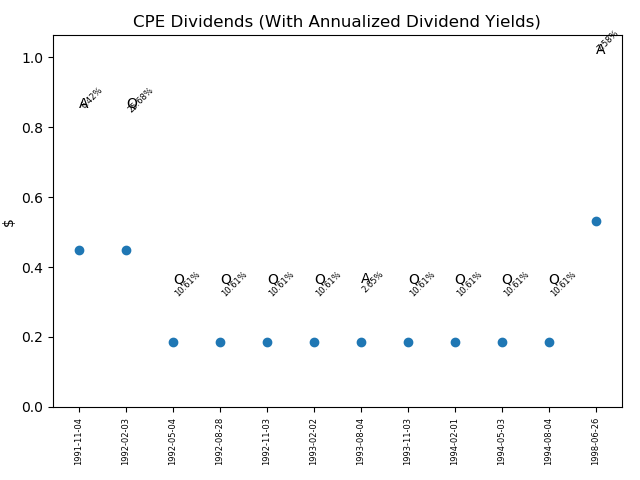 CPE Dividends (With Annualized Dividend Yields)
$
1.0
0.8
0.6
0.4
0.2
0.0
A
Q
Q
10.61%
Q
10.61%
Q
10.61%
Q
10.61%
A
2.65%
Q
10.61%
Q
10.61%
Q
10.61%
Q
10.61%
A
1991-11-04
1992-02-03
1992-05-04
1992-08-28
1992-11-03
1993-02-02
1993-08-04
1993-11-03
1994-02-01
1994-05-03
1994-08-04
1998-06-26